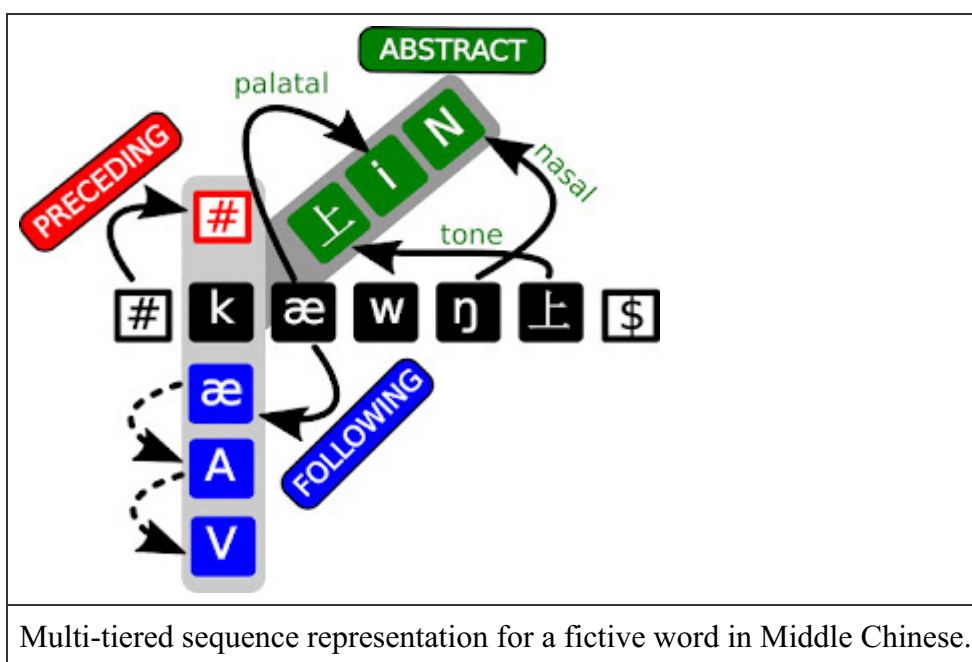 ABSTRACT
palatal
N
i
上
nasal
PRECEDING
#
tone
# k æ w ŋ 上 $
æ
FOLLOWING
A
V
Multi-tiered sequence representation for a fictive word in Middle Chinese.